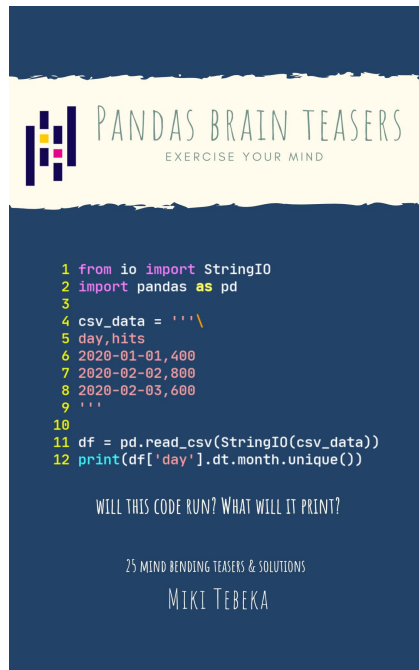 PANDAS BRAIN TEASERS
EXERCISE YOUR MIND
1 from io import StringIO
2 import pandas as pd
3
4 csv_data = '''\
5 day,hits
6 2020-01-01,400
7 2020-02-02,800
8 2020-02-03,600
9 '''
10
11 df = pd.read_csv(StringIO(csv_data))
12 print(df['day'].dt.month.unique())
WILL THIS CODE RUN? WHAT WILL IT PRINT?
25 MIND BENDING TEASERS & SOLUTIONS
MIKI TEBEKA